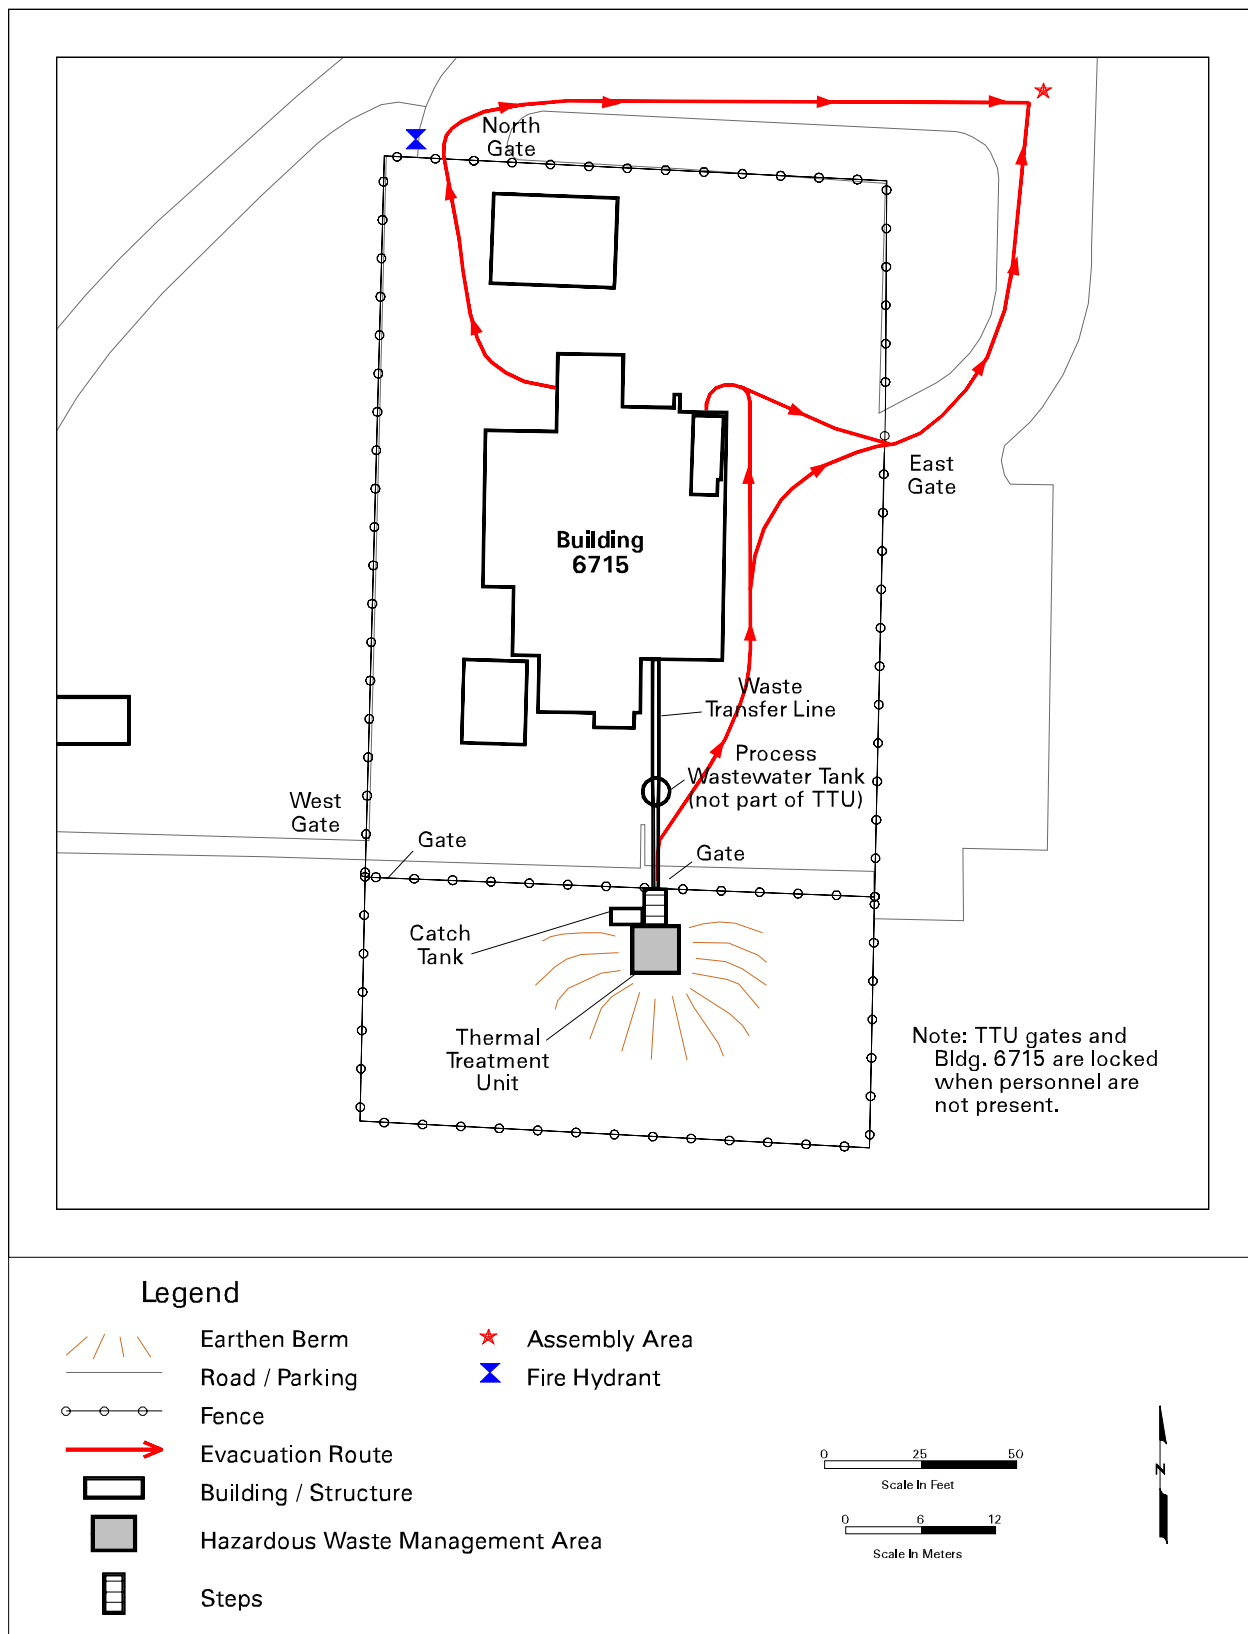 North
Gate
East
Gate
Building
6715
Waste
Transfer Line
Process
Wastewater Tank
(not part of TTU)
West
Gate
Gate
Gate
Catch
Tank
Thermal
Treatment
Unit
Note: TTU gates and
Bldg. 6715 are locked
when personnel are
not present.
Legend
Earthen Berm
Road / Parking
Fence
Evacuation Route
Building / Structure
Hazardous Waste Management Area
Steps
Assembly Area
Fire Hydrant
0 25 50
Scale In Feet
0 6 12
Scale In Meters
N